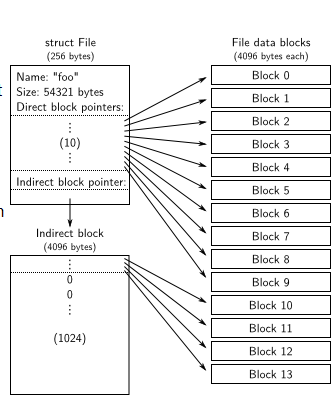 struct File
(256 bytes)
Name: "foo"
Size: 54321 bytes
Direct block pointers:
⋮
(10)
⋮
Indirect block pointer:
Indirect block
(4096 bytes)
⋮
0
0
⋮
(1024)
File data blocks
(4096 bytes each)
Block 0
Block 1
Block 2
Block 3
Block 4
Block 5
Block 6
Block 7
Block 8
Block 9
Block 10
Block 11
Block 12
Block 13